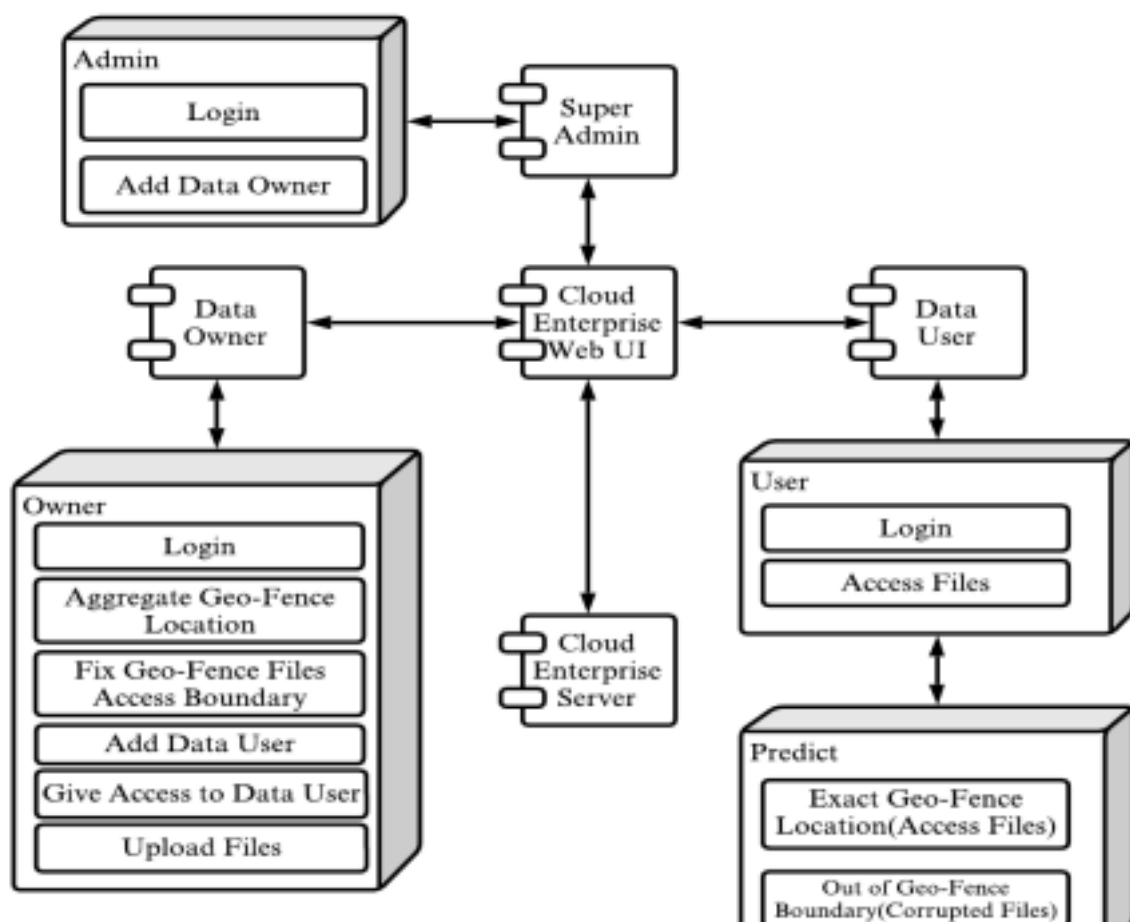 Admin
Login
Add Data Owner
Super
Admin
Data
Owner
Cloud
Enterprise
Web UI
Data
User
Owner
Login
Aggregate Geo-Fence
Location
Fix Geo-Fence Files
Access Boundary
Add Data User
Give Access to Data User
Upload Files
Cloud
Enterprise
Server
User
Login
Access Files
Predict
Exact Geo-Fence
Location(Access Files)
Out of Geo-Fence
Boundary(Corrupted Files)